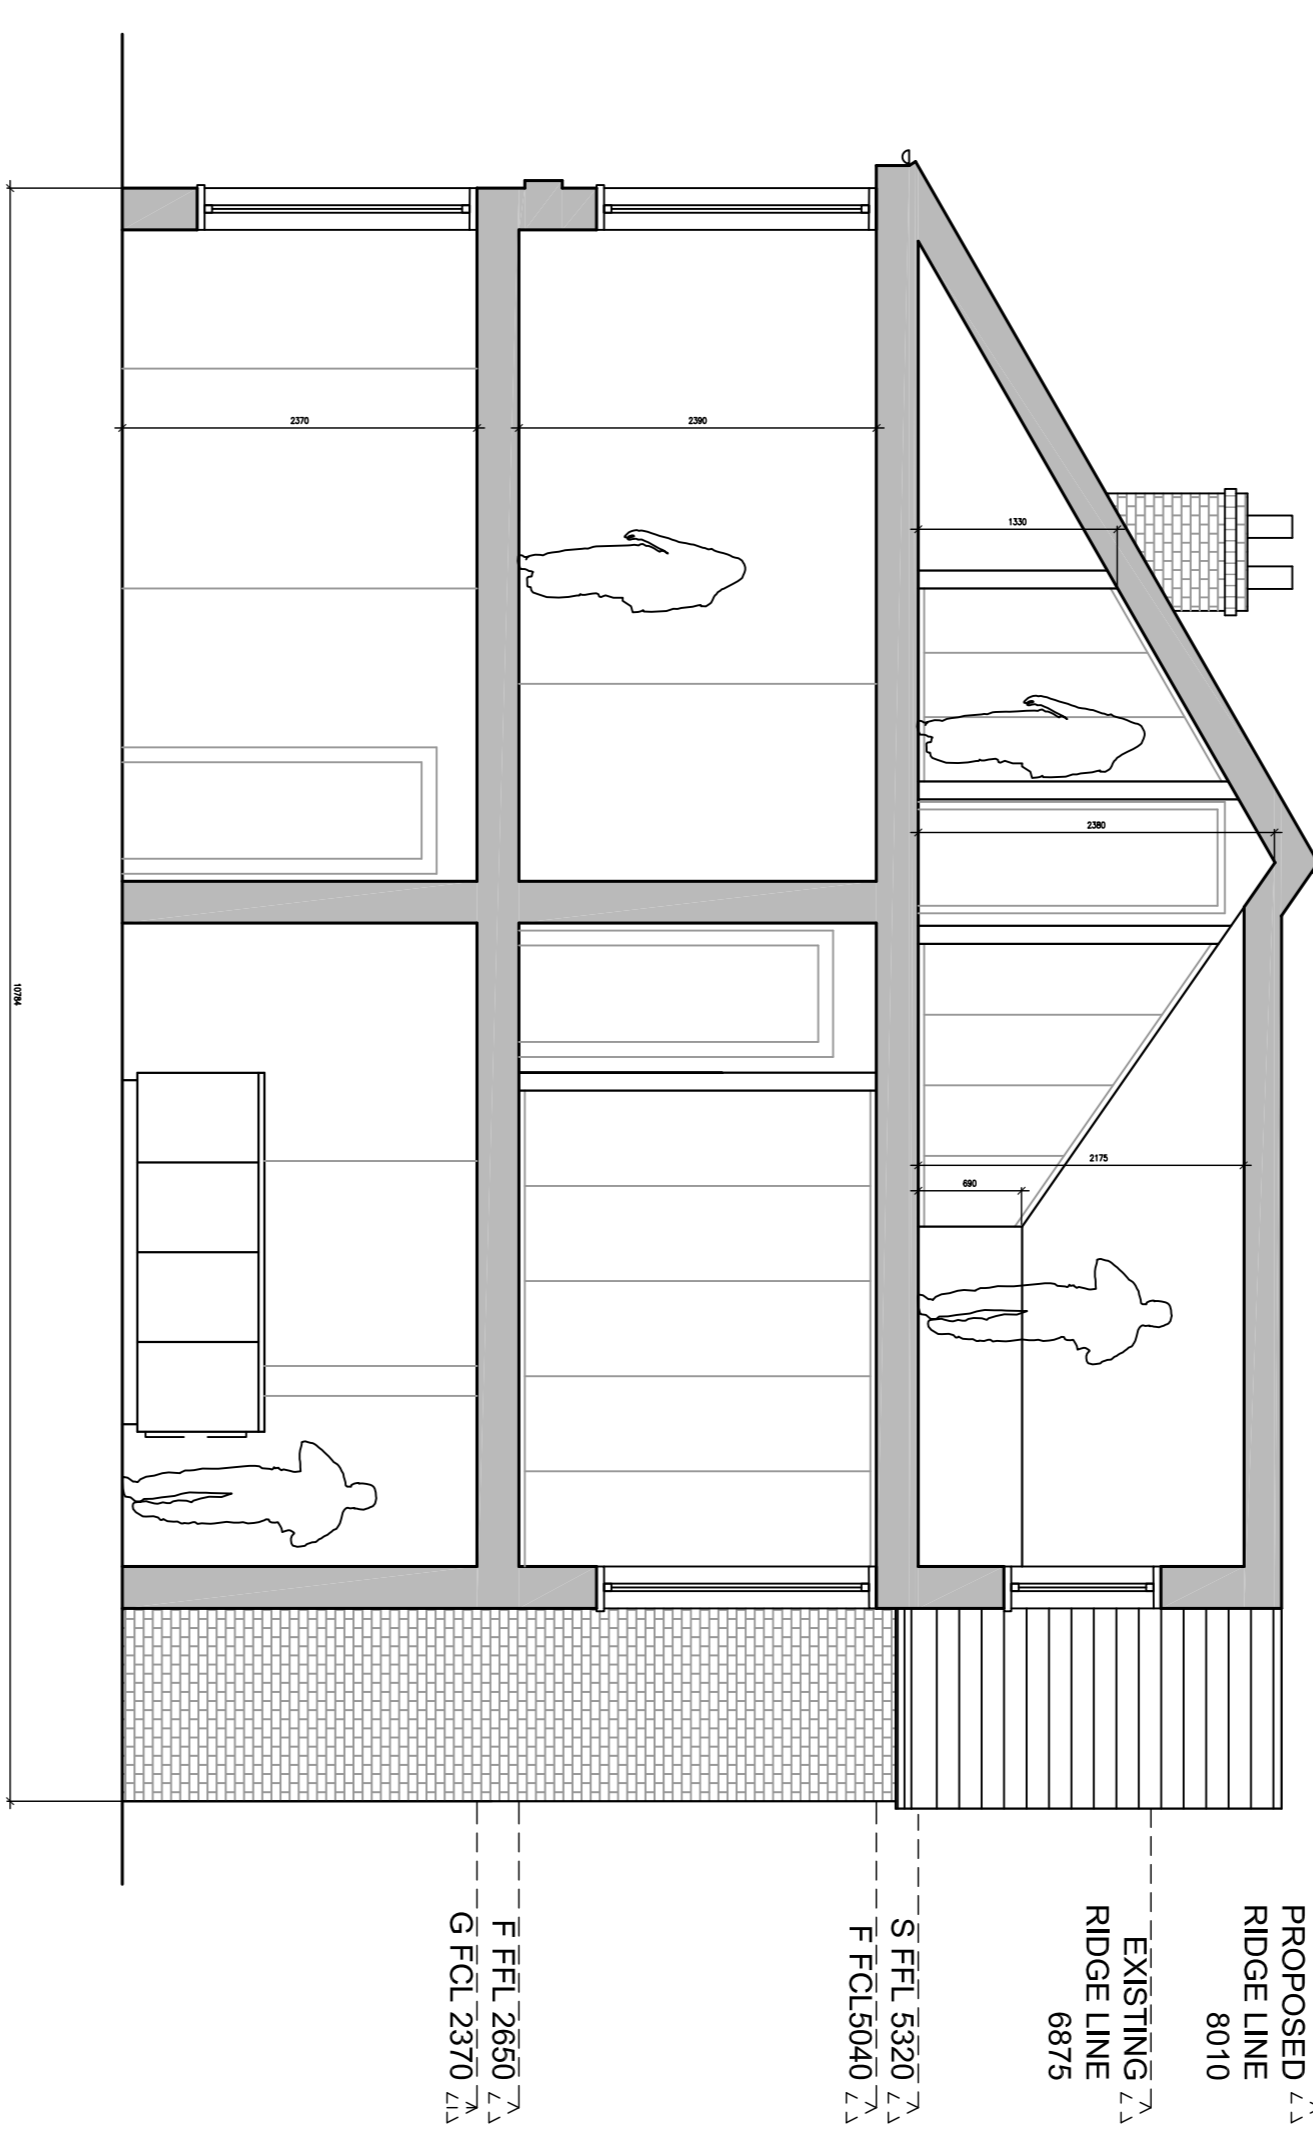 PROPOSED
RIDGE LINE
8010
EXISTING
RIDGE LINE
6875
S FFL 5320
F FCL5040
F FFL 2650
G FCL 2370
2380
2175
1330
690
2390
2370
10784